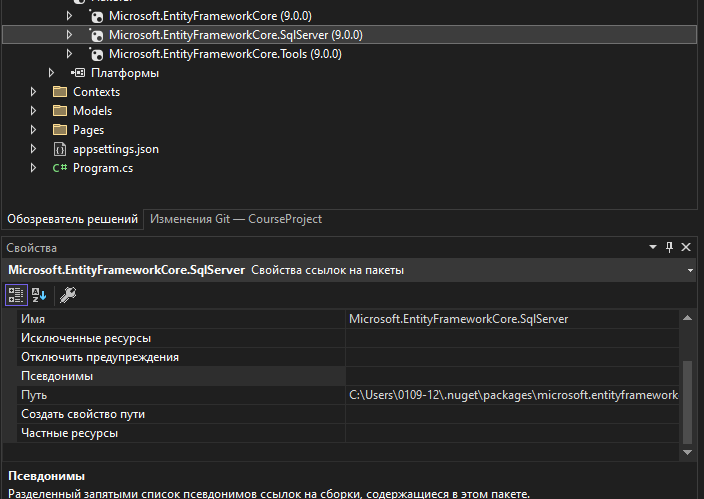 Microsoft.EntityFrameworkCore (9.0.0)
Microsoft.EntityFrameworkCore.SqlServer (9.0.0)
Microsoft.EntityFrameworkCore.Tools (9.0.0)
Платформы
Contexts
Models
Pages
appsettings.json
C# Program.cs
Обозреватель решений Изменения Git — CourseProject
Свойства
Microsoft.EntityFrameworkCore.SqlServer Свойства ссылок на пакеты
Имя Microsoft.EntityFrameworkCore.SqlServer
Исключенные ресурсы
Отключить предупреждения
Псевдонимы
Путь C:\Users\0109-12\.nuget\packages\microsoft.entityframework
Создать свойство пути
Частные ресурсы
Псевдонимы
Разделенный запятыми список псевдонимов ссылок на сборки, содержащиеся в этом пакете.